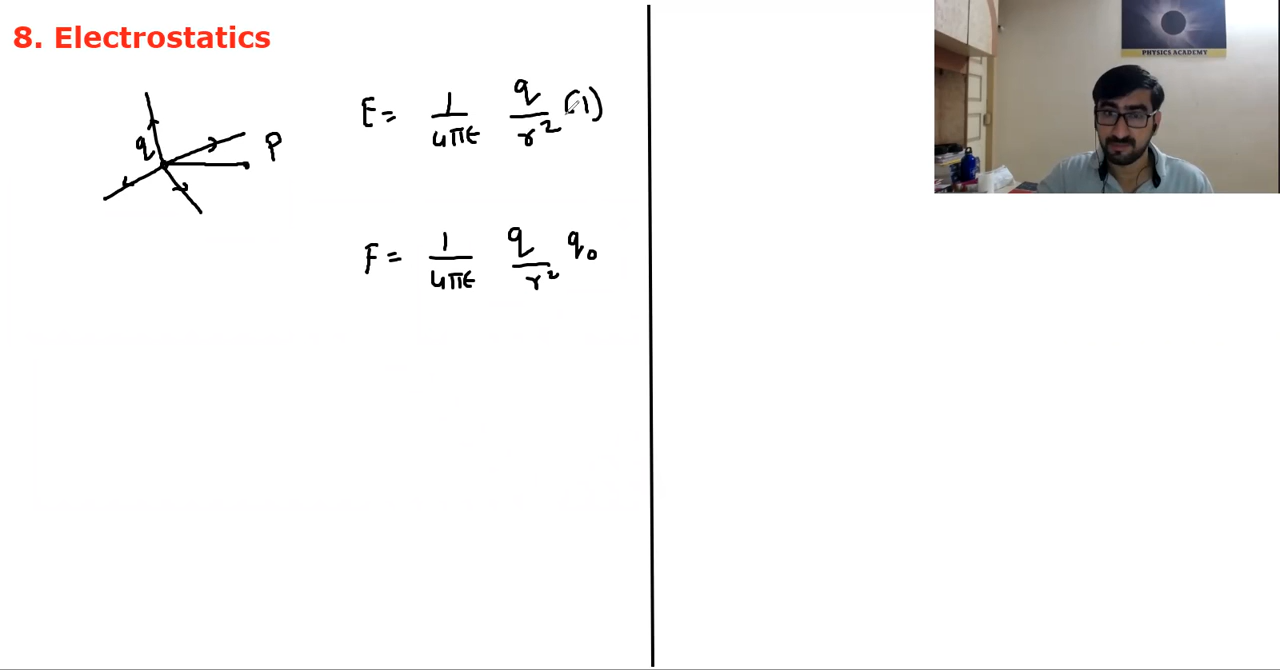 8. Electrostatics
PHYSICS ACADEMY
q P
E = 1/4πε q/r² (1)
F = 1/4πε q/r² q₀